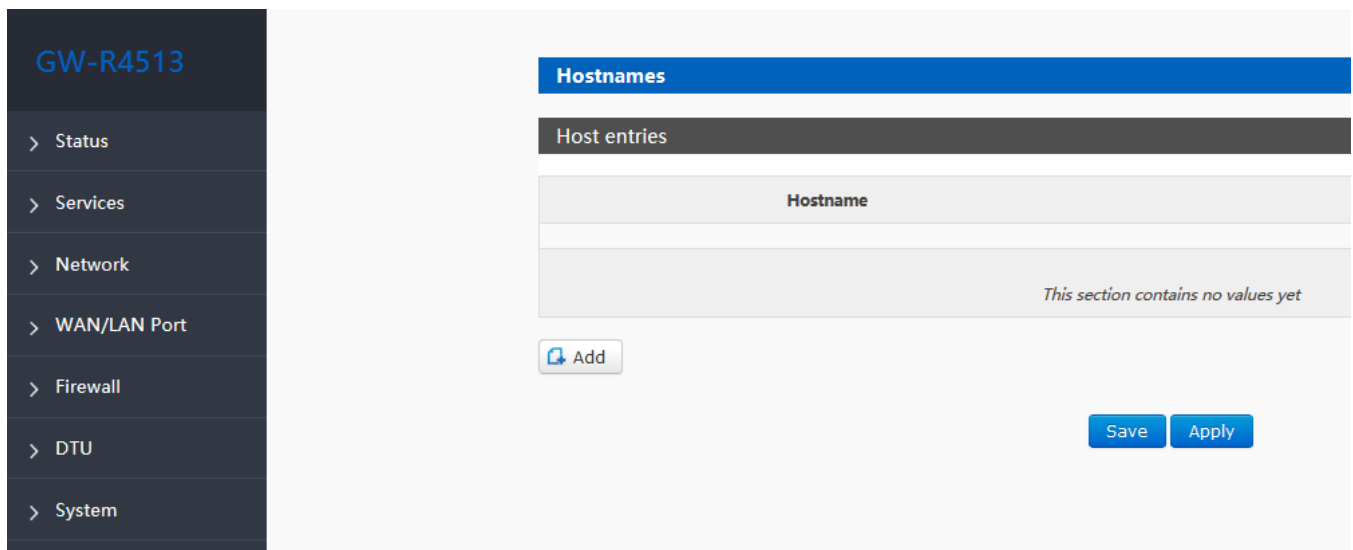 GW-R4513
Status
Services
Network
WAN/LAN Port
Firewall
DTU
System
Hostnames
Host entries
Hostname
This section contains no values yet
Add
Save
Apply